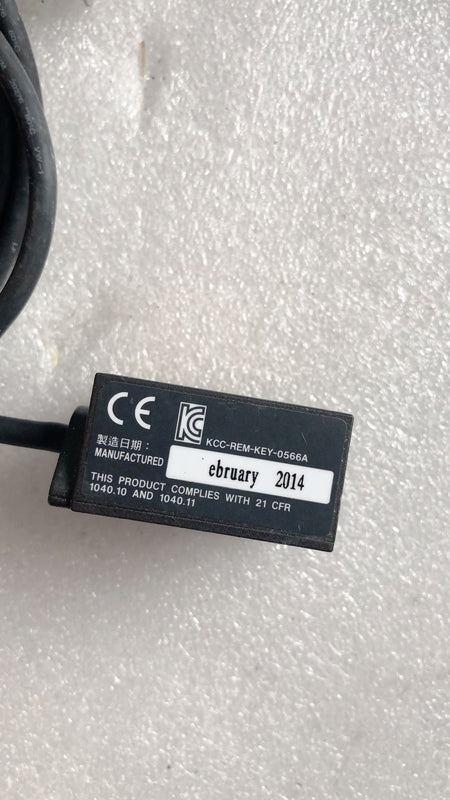 CE KC KCC-REM-KEY-0566A
製造日期：
MANUFACTURED ebruary 2014
THIS PRODUCT COMPLIES WITH 21 CFR
1040.10 AND 1040.11